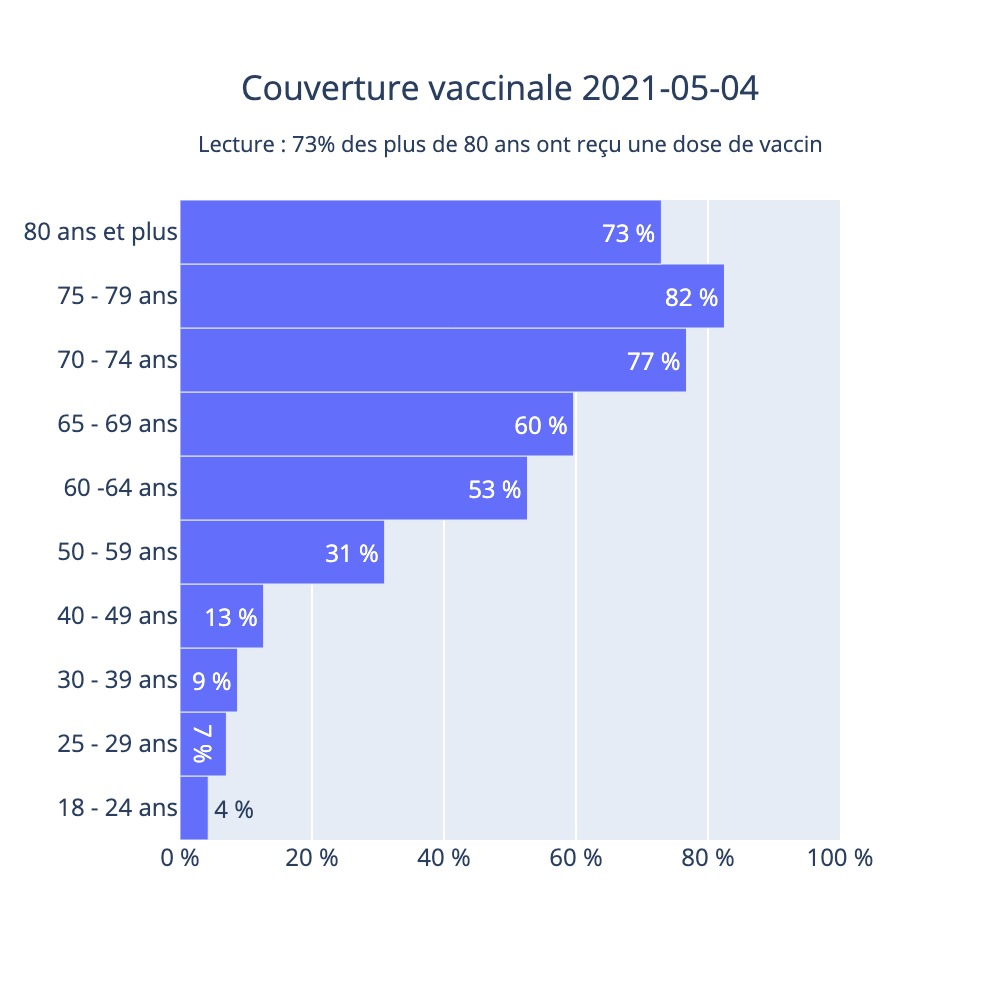 Couverture vaccinale 2021-05-04
Lecture : 73% des plus de 80 ans ont reçu une dose de vaccin
80 ans et plus 73 %
75 - 79 ans 82 %
70 - 74 ans 77 %
65 - 69 ans 60 %
60 -64 ans 53 %
50 - 59 ans 31 %
40 - 49 ans 13 %
30 - 39 ans 9 %
25 - 29 ans 7 %
18 - 24 ans 4 %
0 % 20 % 40 % 60 % 80 % 100 %